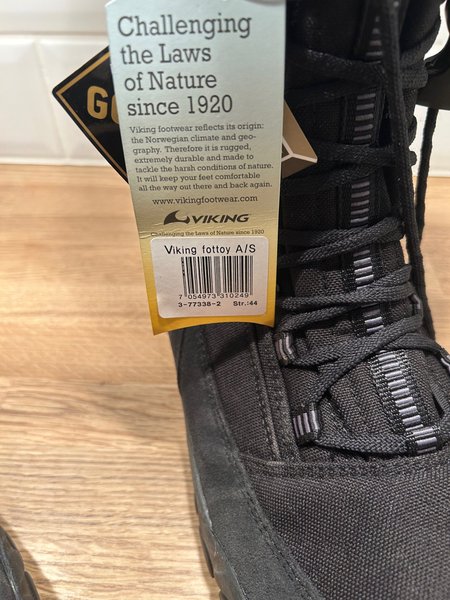 Challenging
the Laws
of Nature
since 1920
Viking footwear reflects its origin:
the Norwegian climate and geo-
graphy. Therefore it is rugged,
extremely durable and made to
tackle the harsh conditions of nature.
It will keep your feet comfortable
all the way out there and back again.
www.vikingfootwear.com
VIKING
Challenging the Laws of Nature since 1920
Viking fottoy A/S
7 054973 310249
3-77338-2 Str.:44
GO